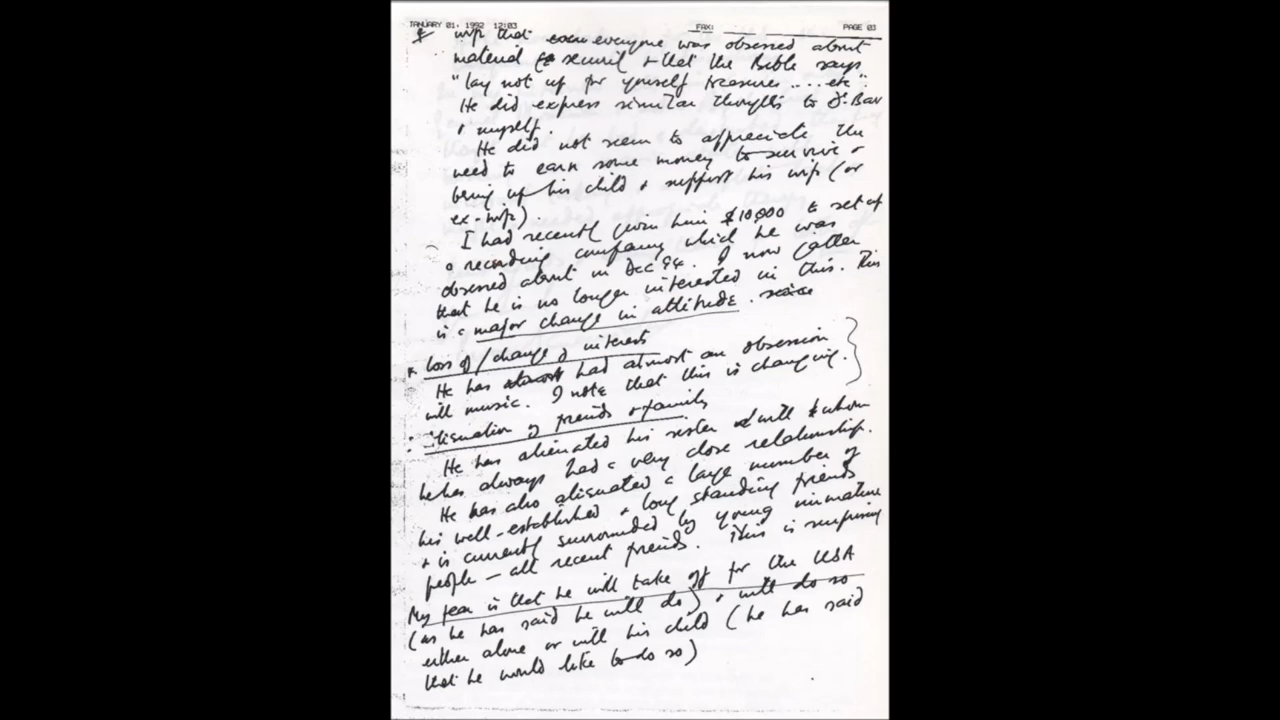 JANUARY 01, 1992 12:03 FAX: PAGE 03
wife that everyone was obsessed about
material + that the Bible says
"lay not up for yourself treasures .... etc".
He did express similar thoughts to Dr. Bar
+ myself.
He did not seem to appreciate the
need to earn some money to survive +
bring up his child + support his wife (or
ex-wife).
I had recently given him $10,000 to set up
a recording company which he was
obsessed about in Dec 94. I now gather
that he is no longer interested in this. This
is a major change in attitude.
* Loss of / change of interests
He has had almost an obsession
with music. I note that this is changing.
Alienation of friends + family
He has alienated his sister with whom
he has always had a very close relationship.
He has also alienated a large number of
his well-established + long standing friends
+ is currently surrounded by young immature
people — all recent friends. This is surprising
My fear is that he will take off for the USA
(as he has said he will do) + will do so
either alone or with his child (he has said
that he would like to do so)